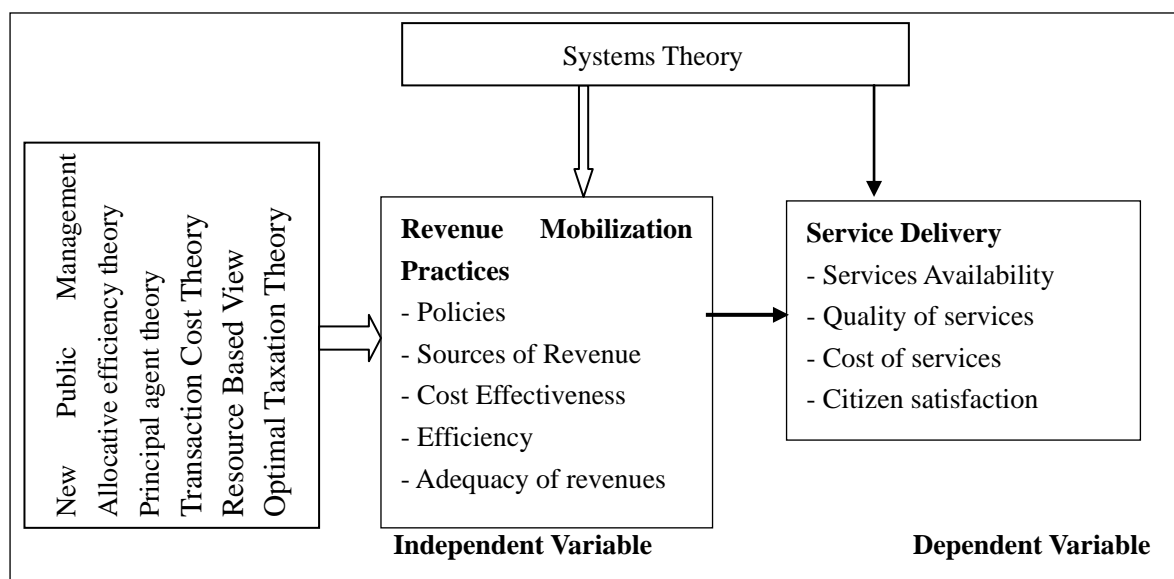 Systems Theory
New Public Management
Allocative efficiency theory
Principal agent theory
Transaction Cost Theory
Resource Based View
Optimal Taxation Theory
Revenue Mobilization
Practices
- Policies
- Sources of Revenue
- Cost Effectiveness
- Efficiency
- Adequacy of revenues
Service Delivery
- Services Availability
- Quality of services
- Cost of services
- Citizen satisfaction
Independent Variable
Dependent Variable